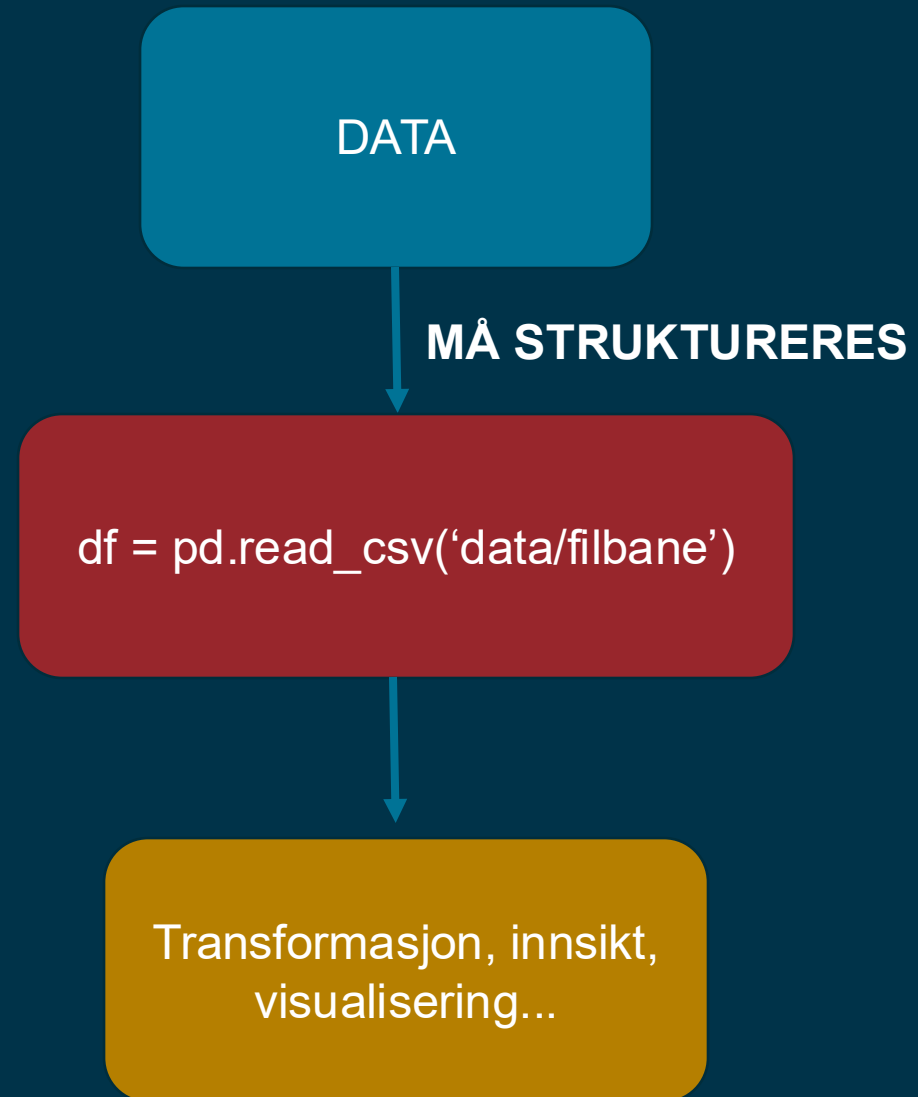 DATA
MÅ STRUKTURERES
df = pd.read_csv(‘data/filbane’)
Transformasjon, innsikt,
visualisering...